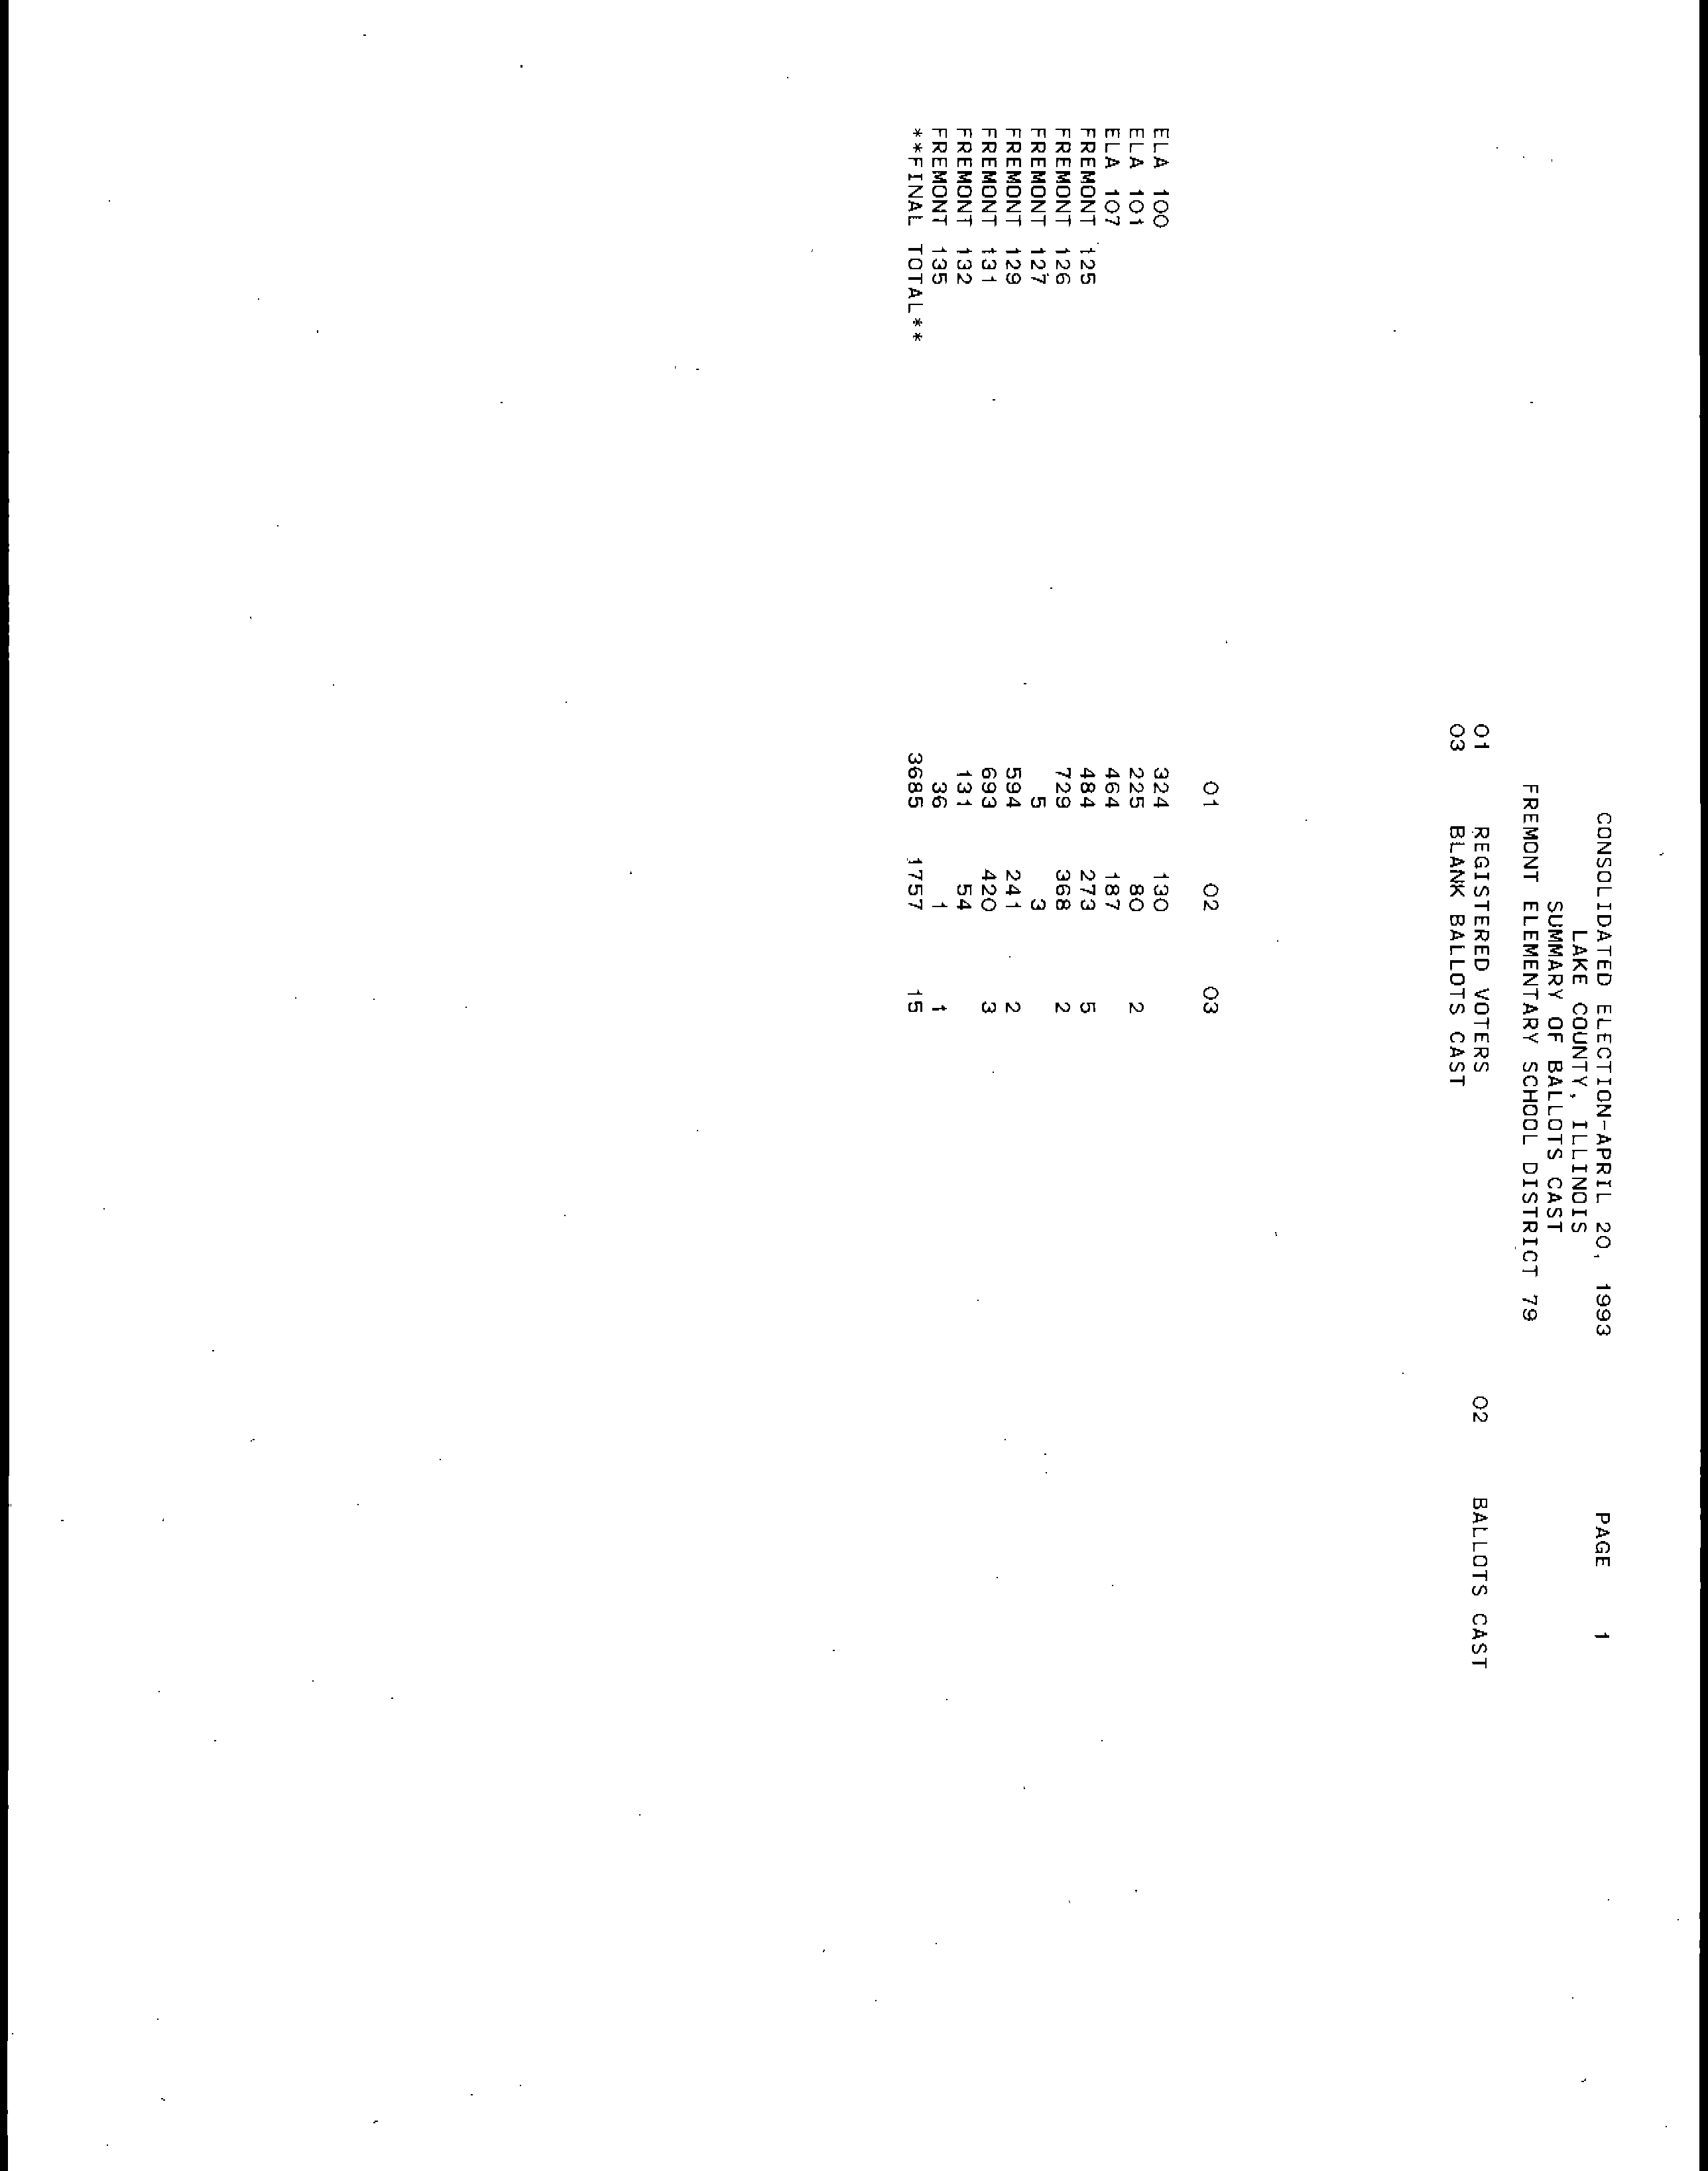 CONSOLIDATED ELECTION-APRIL 20, 1993 PAGE 1
LAKE COUNTY, ILLINOIS
SUMMARY OF BALLOTS CAST
FREMONT ELEMENTARY SCHOOL DISTRICT 79
01 REGISTERED VOTERS 02 BALLOTS CAST
03 BLANK BALLOTS CAST
01 02 03
ELA 100 324 130
ELA 101 225 80 2
ELA 107 464 187
FREMONT 125 484 273 5
FREMONT 126 729 368 2
FREMONT 127 5 3
FREMONT 129 594 241 2
FREMONT 131 693 420 3
FREMONT 132 131 54
FREMONT 135 36 1 1
**FINAL TOTAL** 3685 1757 15